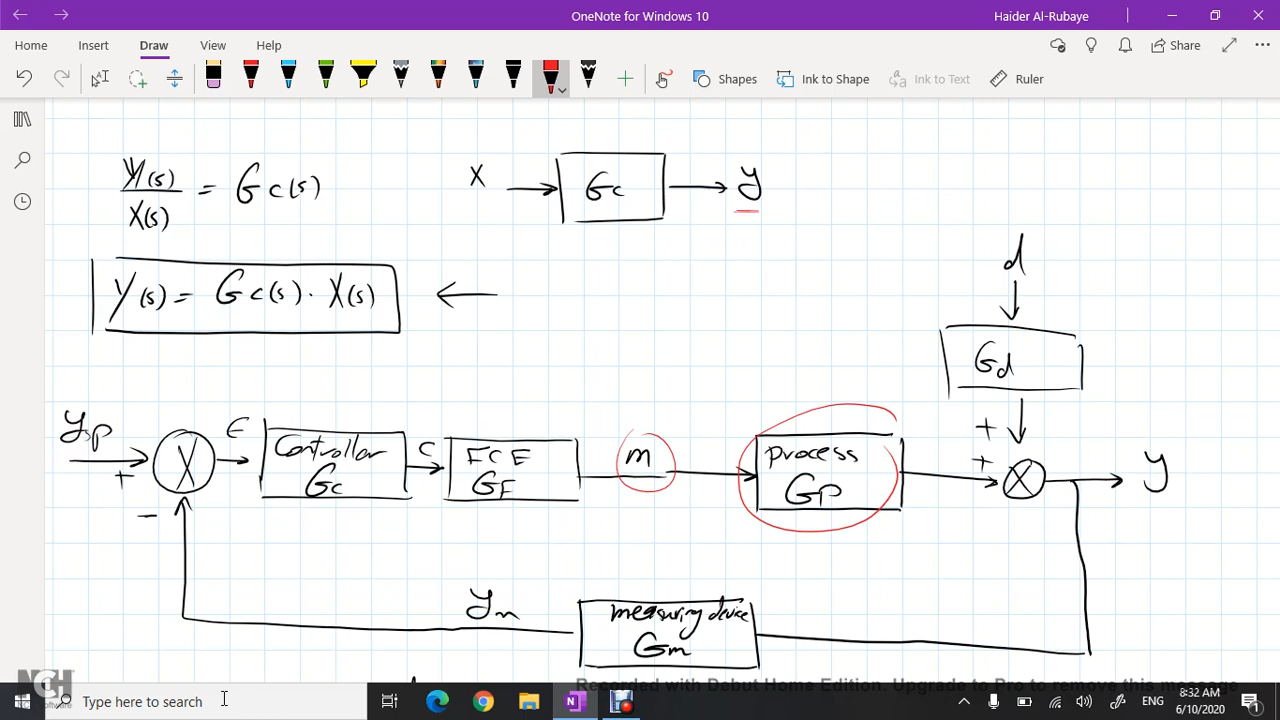 OneNote for Windows 10
Haider Al-Rubaye
Home Insert Draw View Help
Share
Shapes Ink to Shape Ink to Text Ruler
Y(s)/X(s) = Gc(s)
X Gc y
Y(s) = Gc(s) · X(s)
d
Gd
+
ysp E Controller C FCE m process + y
+ Gc GF GP
-
ym measuring device
Gm
NCH
Software
Recorded with Debut Home Edition. Upgrade to Pro to remove this message
Type here to search
8:32 AM
6/10/2020